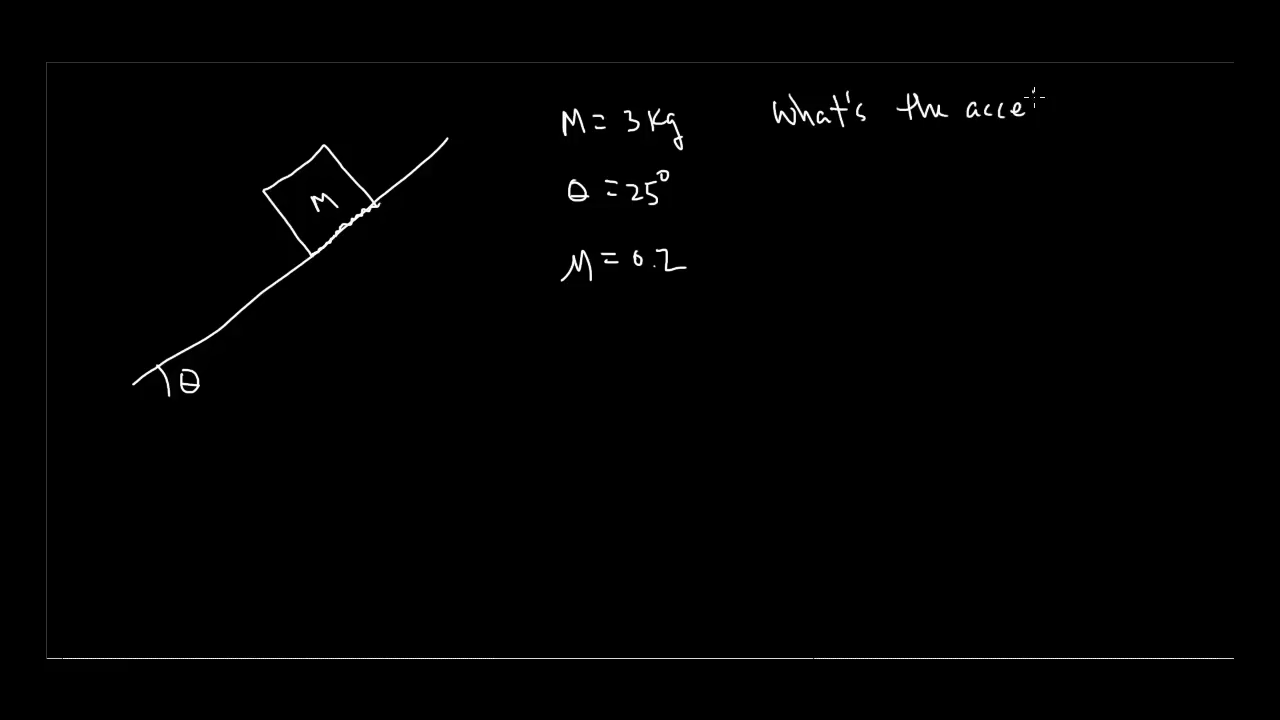 M = 3 kg
What's the acce
θ = 25°
μ = 0.2
M
θ